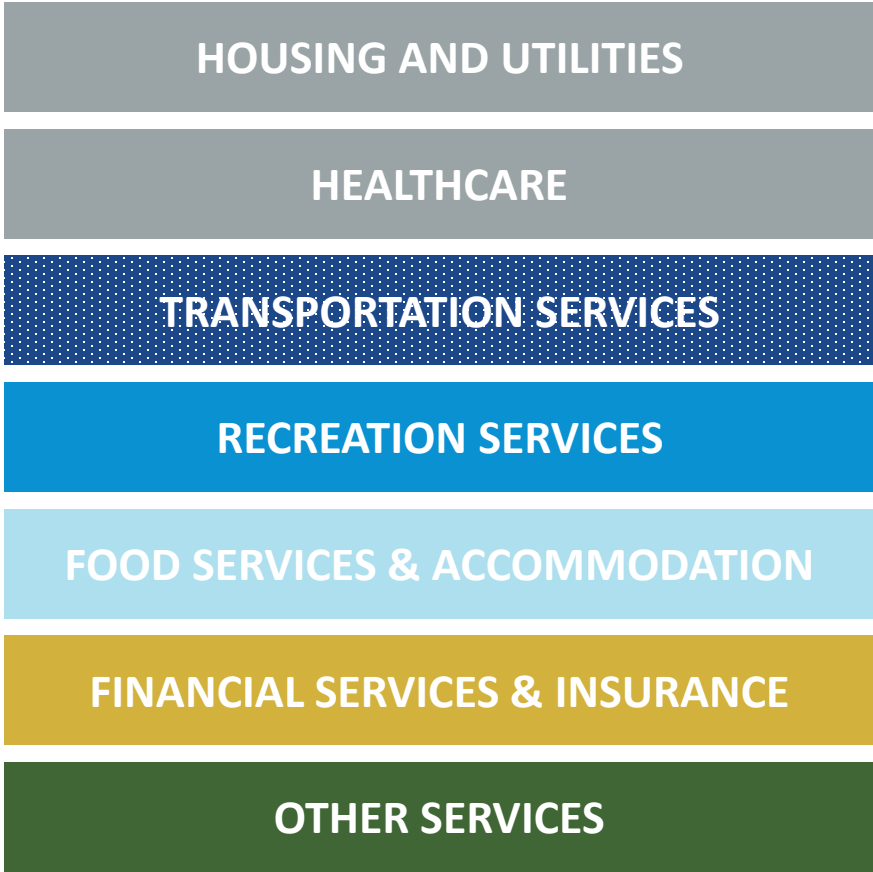 HOUSING AND UTILITIES
HEALTHCARE
TRANSPORTATION SERVICES
RECREATION SERVICES
FOOD SERVICES & ACCOMMODATION
FINANCIAL SERVICES & INSURANCE
OTHER SERVICES